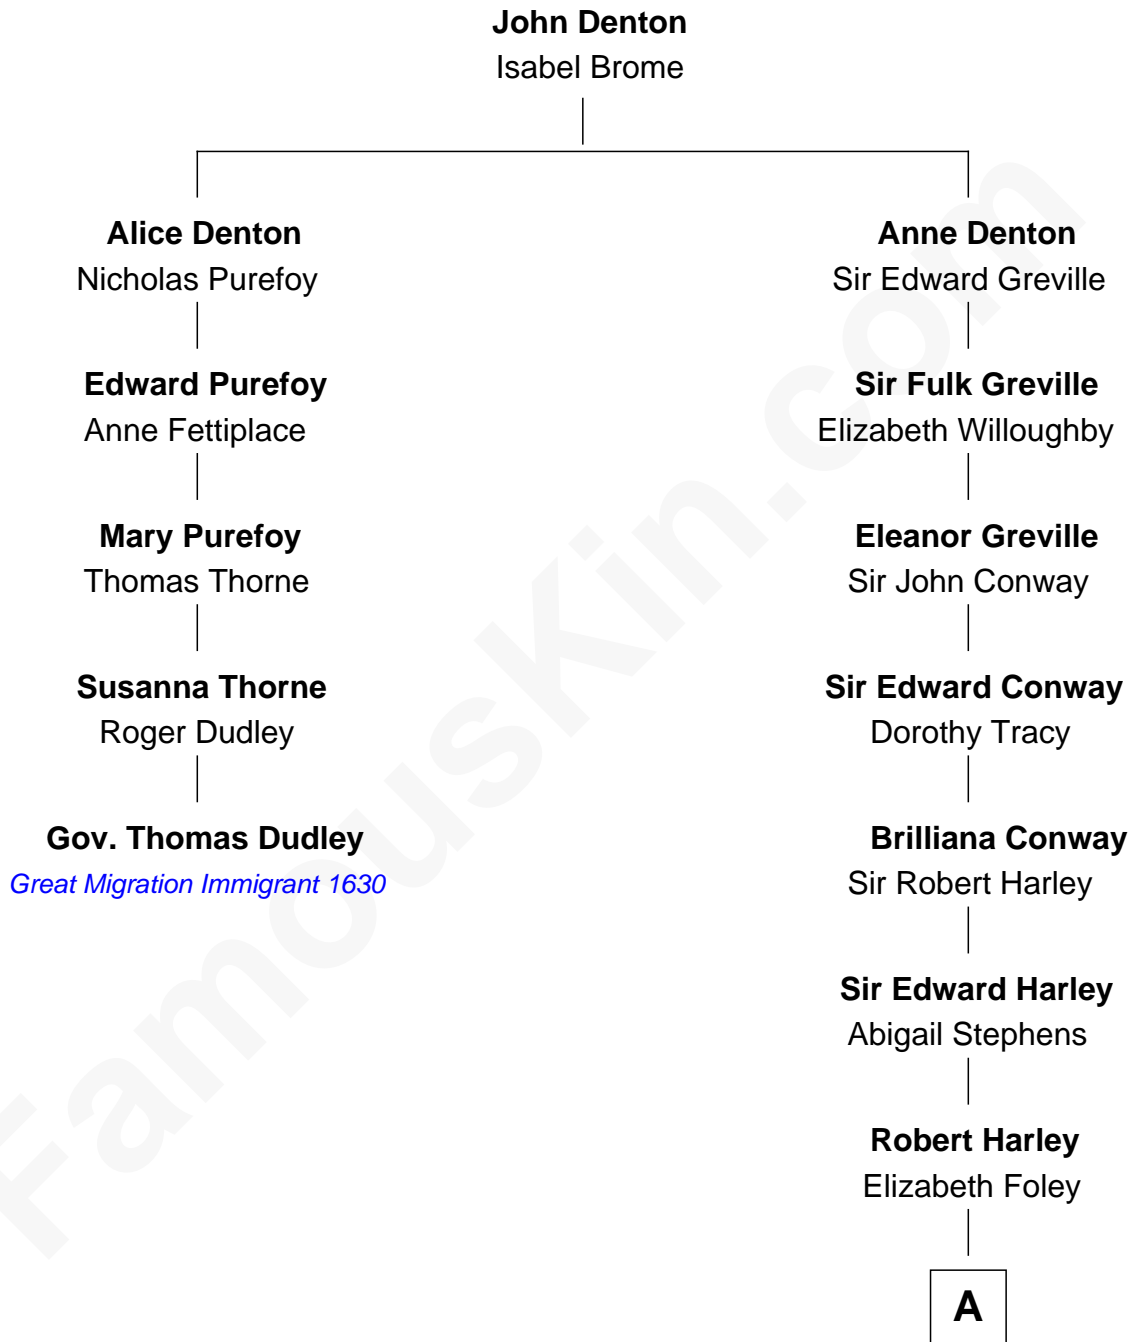 John Denton
Isabel Brome
Alice Denton
Nicholas Purefoy
Anne Denton
Sir Edward Greville
Edward Purefoy
Anne Fettiplace
Sir Fulk Greville
Elizabeth Willoughby
Mary Purefoy
Thomas Thorne
Eleanor Greville
Sir John Conway
Susanna Thorne
Roger Dudley
Sir Edward Conway
Dorothy Tracy
Gov. Thomas Dudley
Great Migration Immigrant 1630
Brilliana Conway
Sir Robert Harley
Sir Edward Harley
Abigail Stephens
Robert Harley
Elizabeth Foley
A
FamousKin.com